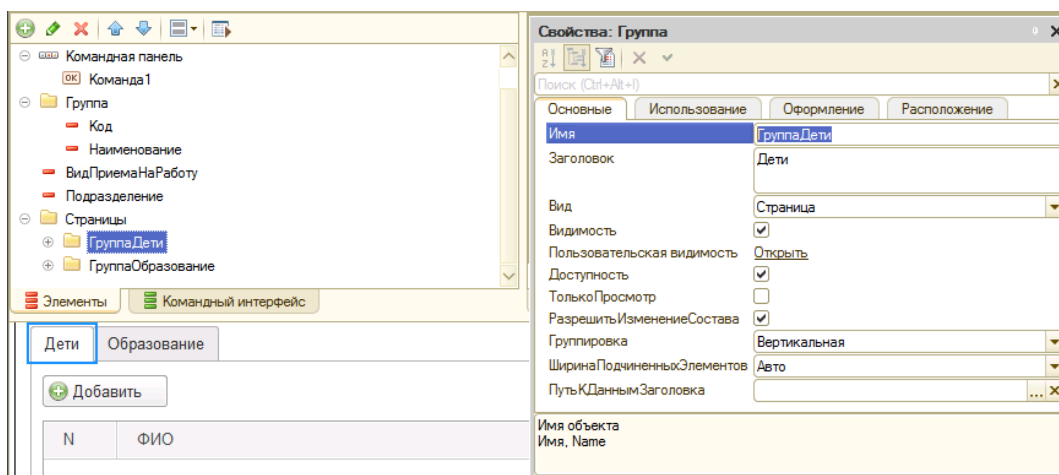 Командная панель
OK Команда1
Группа
Код
Наименование
ВидПриемаНаРаботу
Подразделение
Страницы
ГруппаДети
ГруппаОбразование
Элементы Командный интерфейс
Дети Образование
Добавить
N ФИО
Свойства: Группа
Поиск (Ctrl+Alt+I)
Основные Использование Оформление Расположение
Имя ГруппаДети
Заголовок Дети
Вид Страница
Видимость
Пользовательская видимость Открыть
Доступность
ТолькоПросмотр
РазрешитьИзменениеСостава
Группировка Вертикальная
ШиринаПодчиненныхЭлементов Авто
ПутьКДаннымЗаголовка ...
Имя объекта
Имя, Name